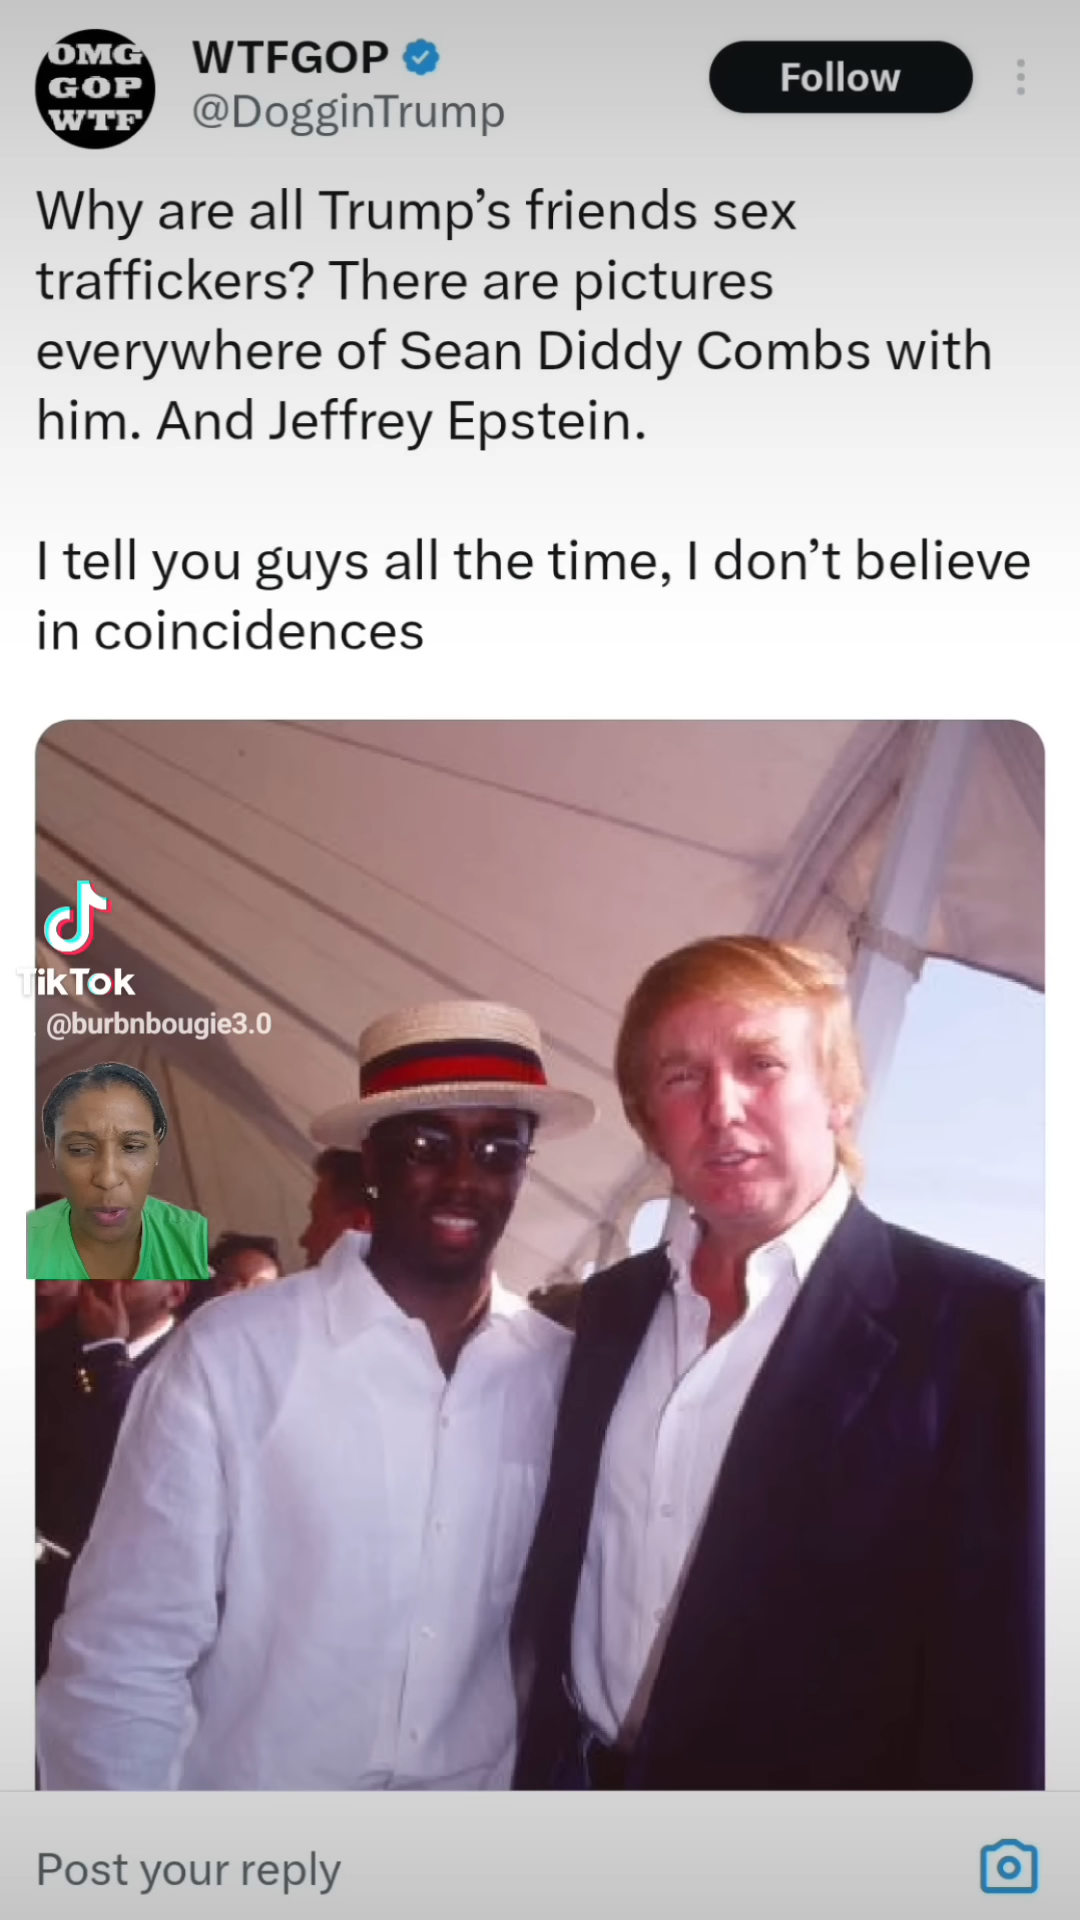 OMG
GOP
WTF
WTFGOP
@DogginTrump
Follow
Why are all Trump’s friends sex
traffickers? There are pictures
everywhere of Sean Diddy Combs with
him. And Jeffrey Epstein.
I tell you guys all the time, I don’t believe
in coincidences
TikTok
@burbnbougie3.0
Post your reply